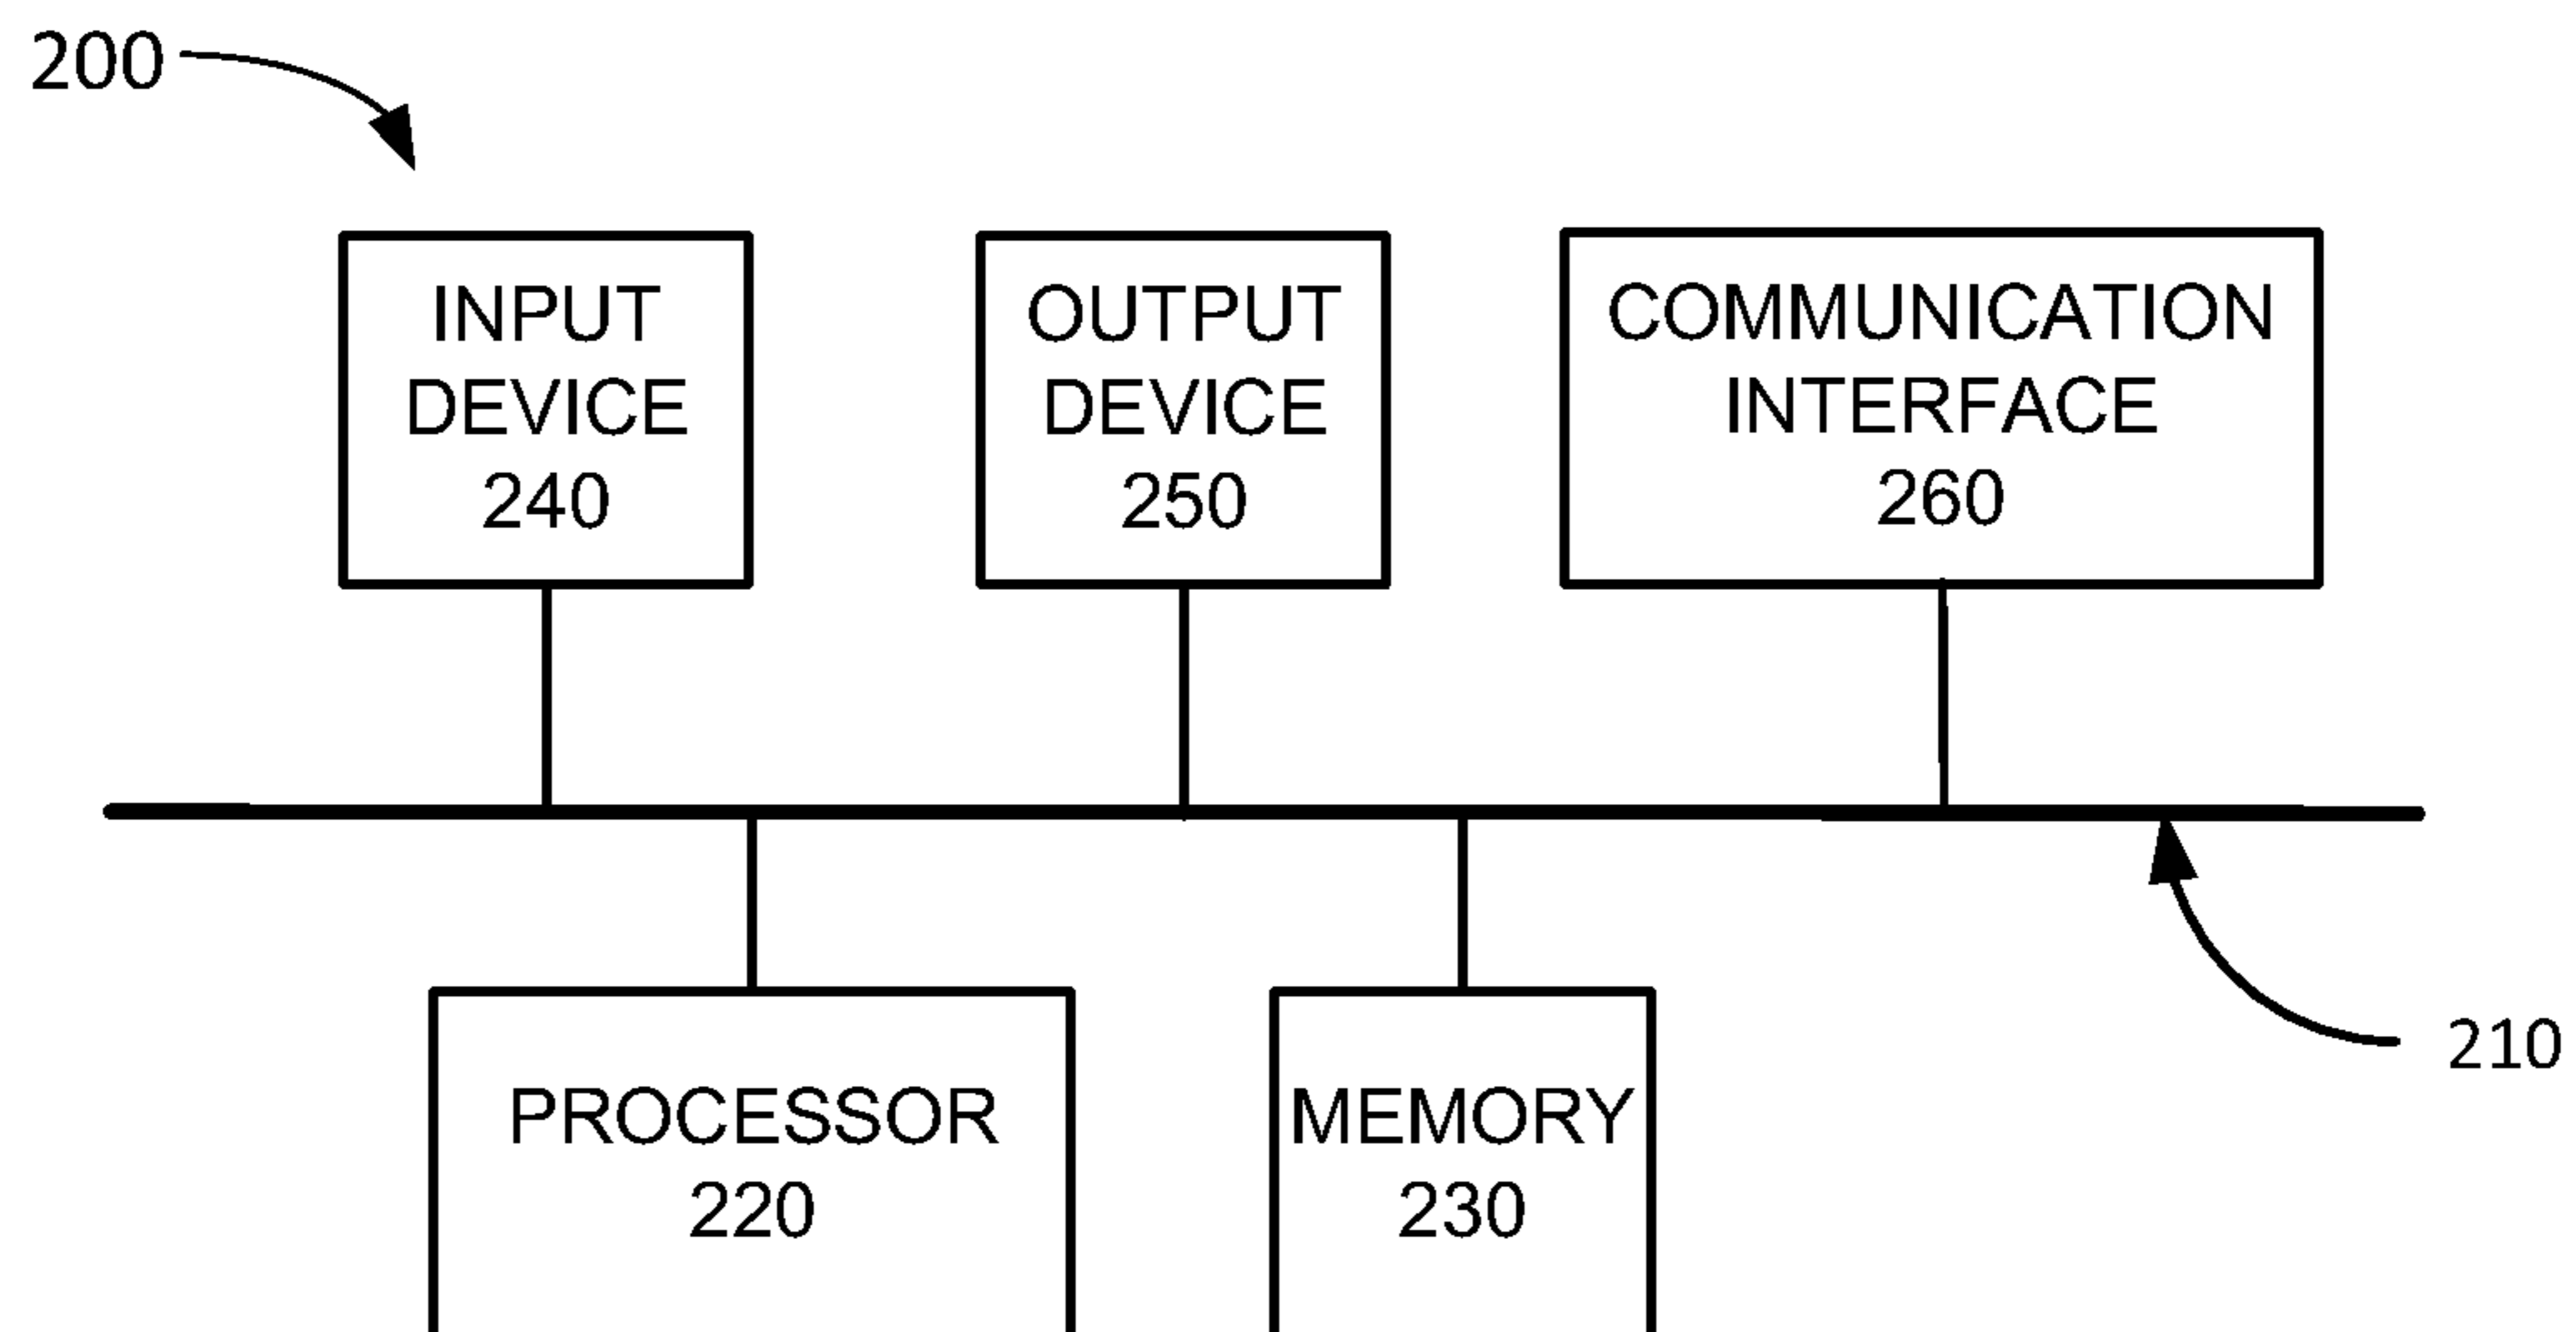 200
INPUT
DEVICE
240
OUTPUT
DEVICE
250
COMMUNICATION
INTERFACE
260
PROCESSOR
220
MEMORY
230
210